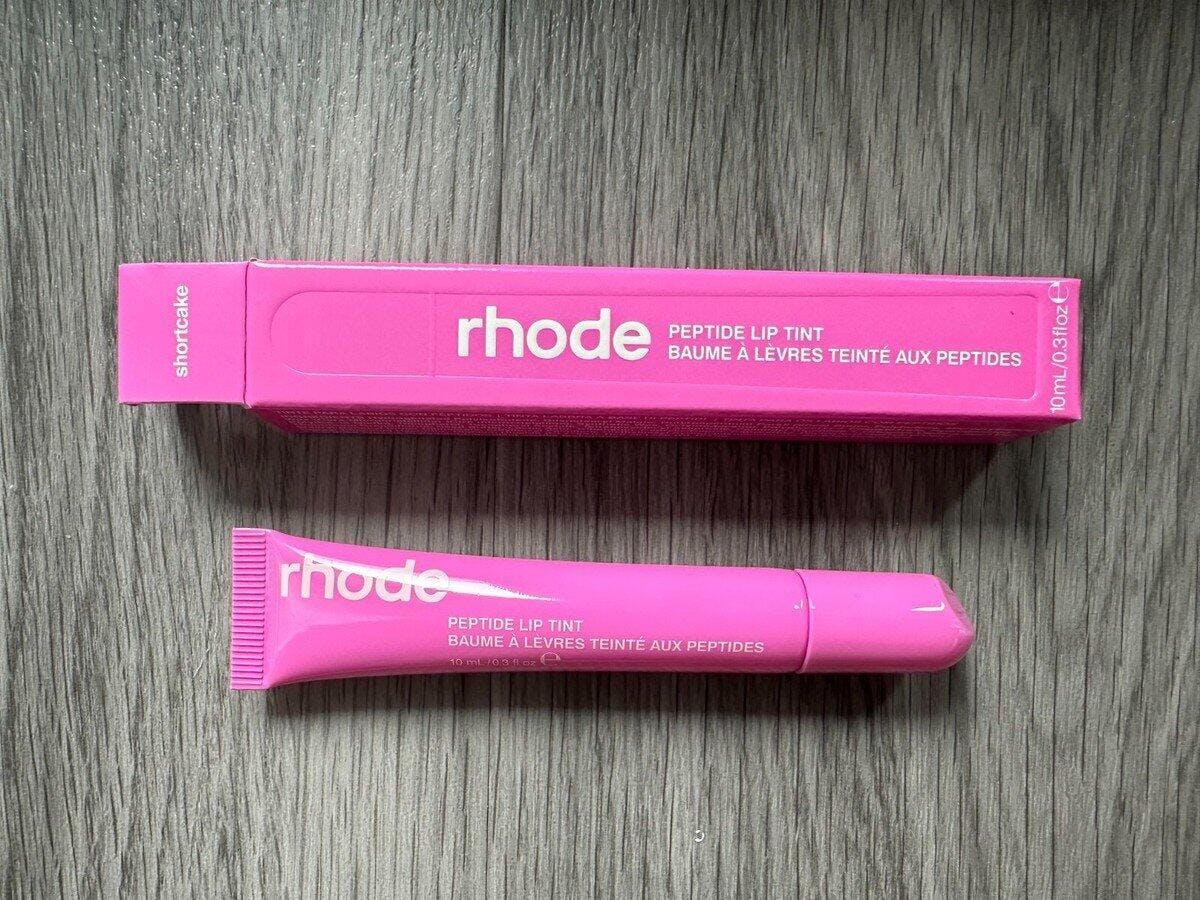 shortcake
rhode
PEPTIDE LIP TINT
BAUME À LÈVRES TEINTÉ AUX PEPTIDES
10mL/0.3floz℮
rhode
PEPTIDE LIP TINT
BAUME À LÈVRES TEINTÉ AUX PEPTIDES
10 mL/0.3 fl oz ℮